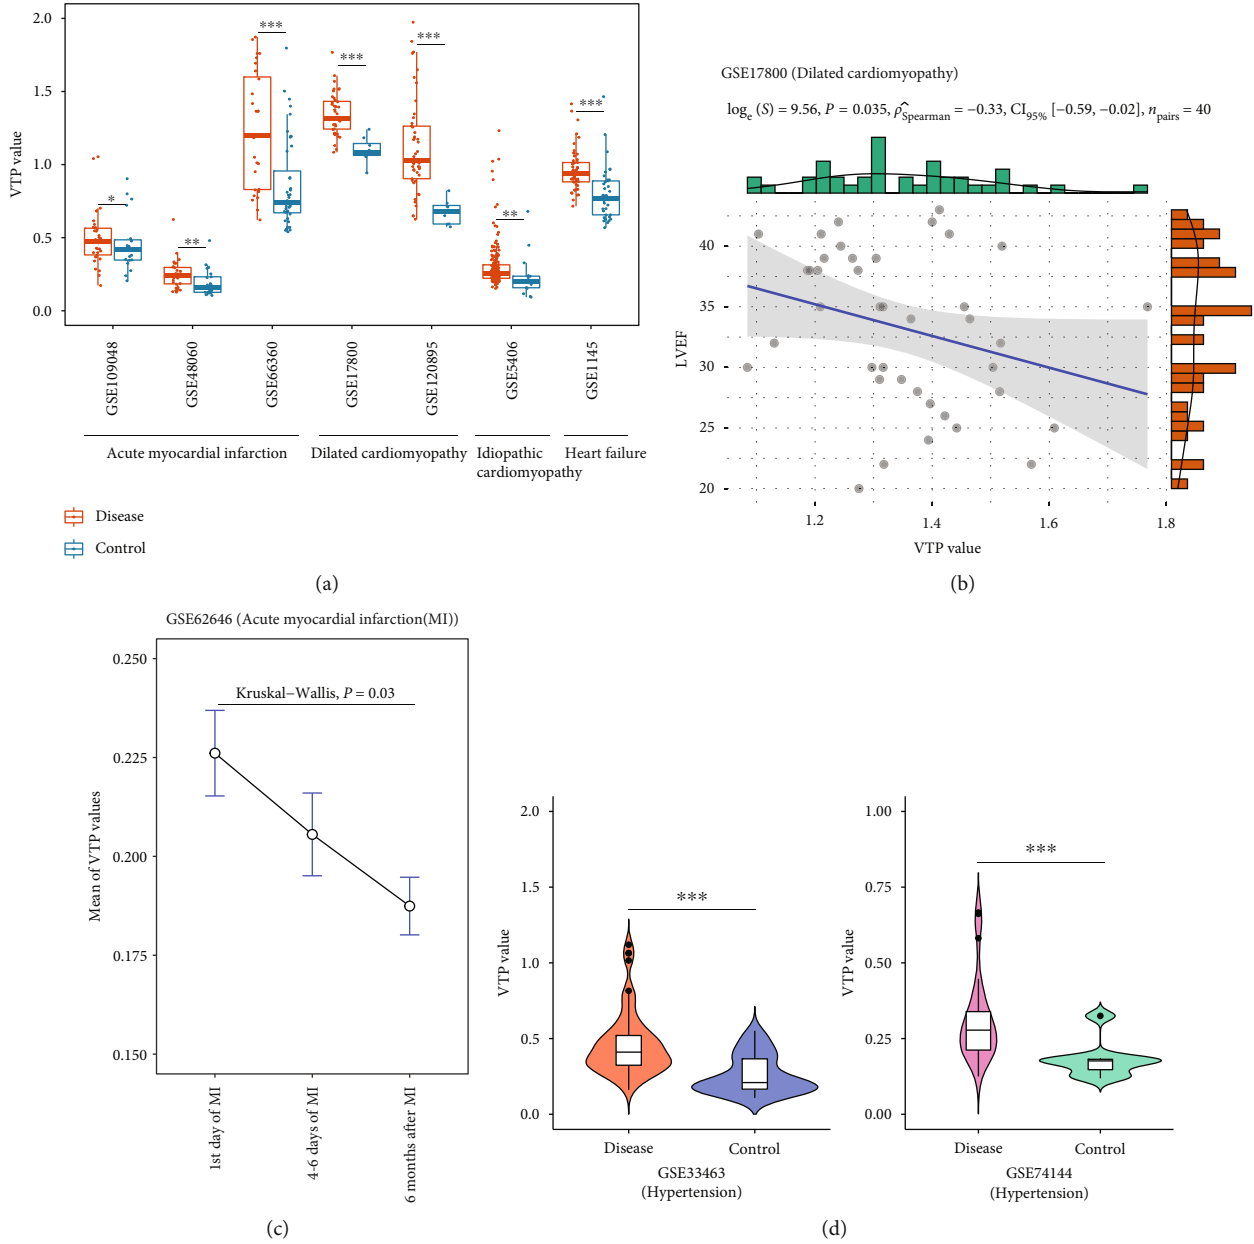 2.0
1.5
1.0
0.5
0.0
VTP value
*
**
***
***
***
**
***
GSE109048
GSE48060
GSE66360
GSE17800
GSE120895
GSE5406
GSE1145
Acute myocardial infarction
Dilated cardiomyopathy
Idiopathic
cardiomyopathy
Heart failure
Disease
Control
(a)
GSE17800 (Dilated cardiomyopathy)
logₑ (S) = 9.56, P = 0.035, ρ̂Spearman = −0.33, CI95% [−0.59, −0.02], npairs = 40
40
35
30
25
20
LVEF
1.2
1.4
1.6
1.8
VTP value
(b)
GSE62646 (Acute myocardial infarction(MI))
Kruskal−Wallis, P = 0.03
0.250
0.225
0.200
0.175
0.150
Mean of VTP values
1st day of MI
4-6 days of MI
6 months after MI
(c)
2.0
1.5
1.0
0.5
0.0
VTP value
***
Disease
Control
GSE33463
(Hypertension)
1.00
0.75
0.50
0.25
0.00
VTP value
***
Disease
Control
GSE74144
(Hypertension)
(d)